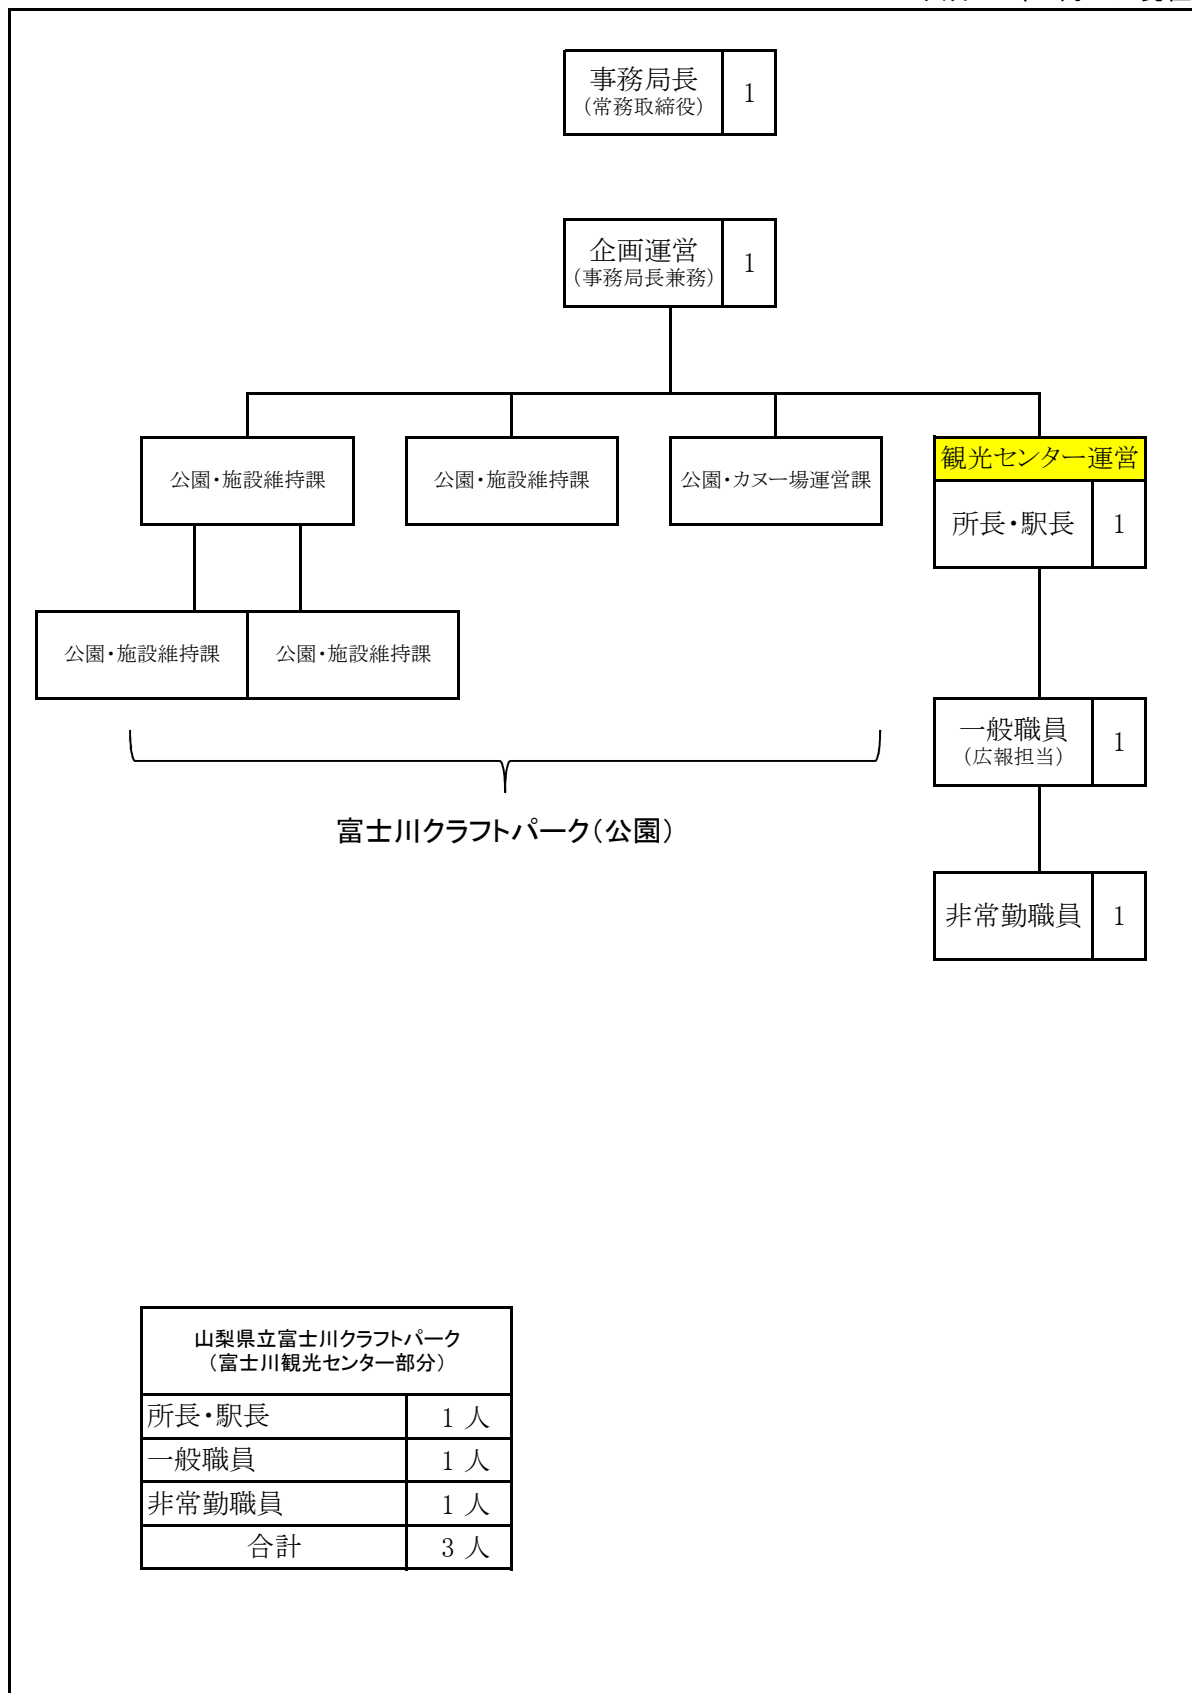 事務局長 1
(常務取締役)
企画運営 1
(事務局長兼務)
公園・施設維持課
公園・施設維持課
公園・カヌー場運営課
観光センター運営
所長・駅長 1
公園・施設維持課
公園・施設維持課
一般職員 1
(広報担当)
富士川クラフトパーク(公園)
非常勤職員 1
山梨県立富士川クラフトパーク
(富士川観光センター部分)
所長・駅長 1 人
一般職員 1 人
非常勤職員 1 人
合計 3 人